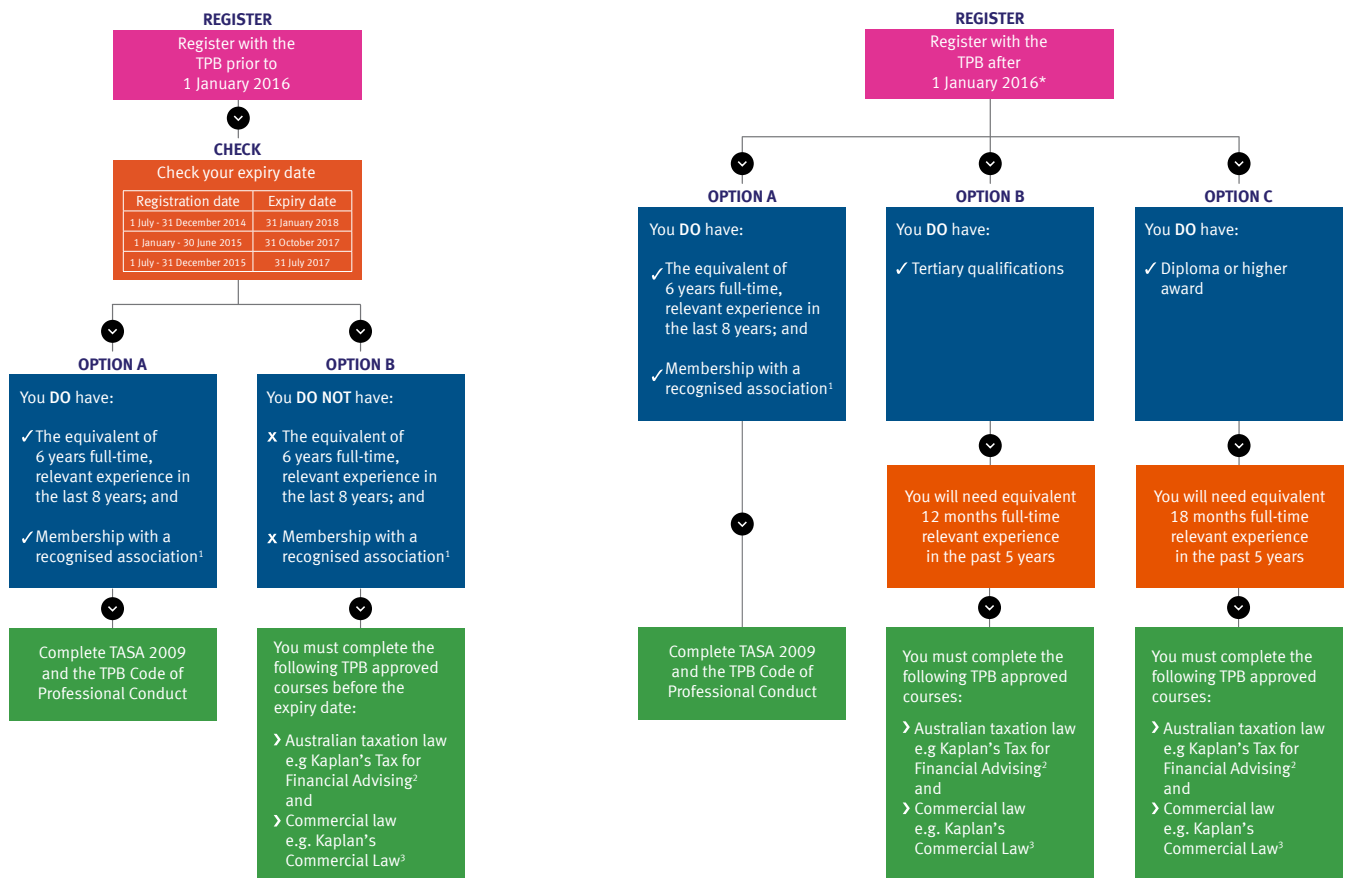 REGISTER
Register with the
TPB prior to
1 January 2016
CHECK
Check your expiry date
Registration date Expiry date
1 July - 31 December 2014 31 January 2018
1 January - 30 June 2015 31 October 2017
1 July - 31 December 2015 31 July 2017
OPTION A
You DO have:
✓ The equivalent of
6 years full-time,
relevant experience in
the last 8 years; and
✓ Membership with a
recognised association¹
Complete TASA 2009
and the TPB Code of
Professional Conduct
OPTION B
You DO NOT have:
x The equivalent of
6 years full-time,
relevant experience in
the last 8 years; and
x Membership with a
recognised association¹
You must complete the
following TPB approved
courses before the
expiry date:
› Australian taxation law
e.g Kaplan’s Tax for
Financial Advising²
and
› Commercial law
e.g. Kaplan’s
Commercial Law³
REGISTER
Register with the
TPB after
1 January 2016*
OPTION A
You DO have:
✓ The equivalent of
6 years full-time,
relevant experience in
the last 8 years; and
✓ Membership with a
recognised association¹
Complete TASA 2009
and the TPB Code of
Professional Conduct
OPTION B
You DO have:
✓ Tertiary qualifications
You will need equivalent
12 months full-time
relevant experience
in the past 5 years
You must complete the
following TPB approved
courses:
› Australian taxation law
e.g Kaplan’s Tax for
Financial Advising²
and
› Commercial law
e.g. Kaplan’s
Commercial Law³
OPTION C
You DO have:
✓ Diploma or higher
award
You will need equivalent
18 months full-time
relevant experience
in the past 5 years
You must complete the
following TPB approved
courses:
› Australian taxation law
e.g Kaplan’s Tax for
Financial Advising²
and
› Commercial law
e.g. Kaplan’s
Commercial Law³